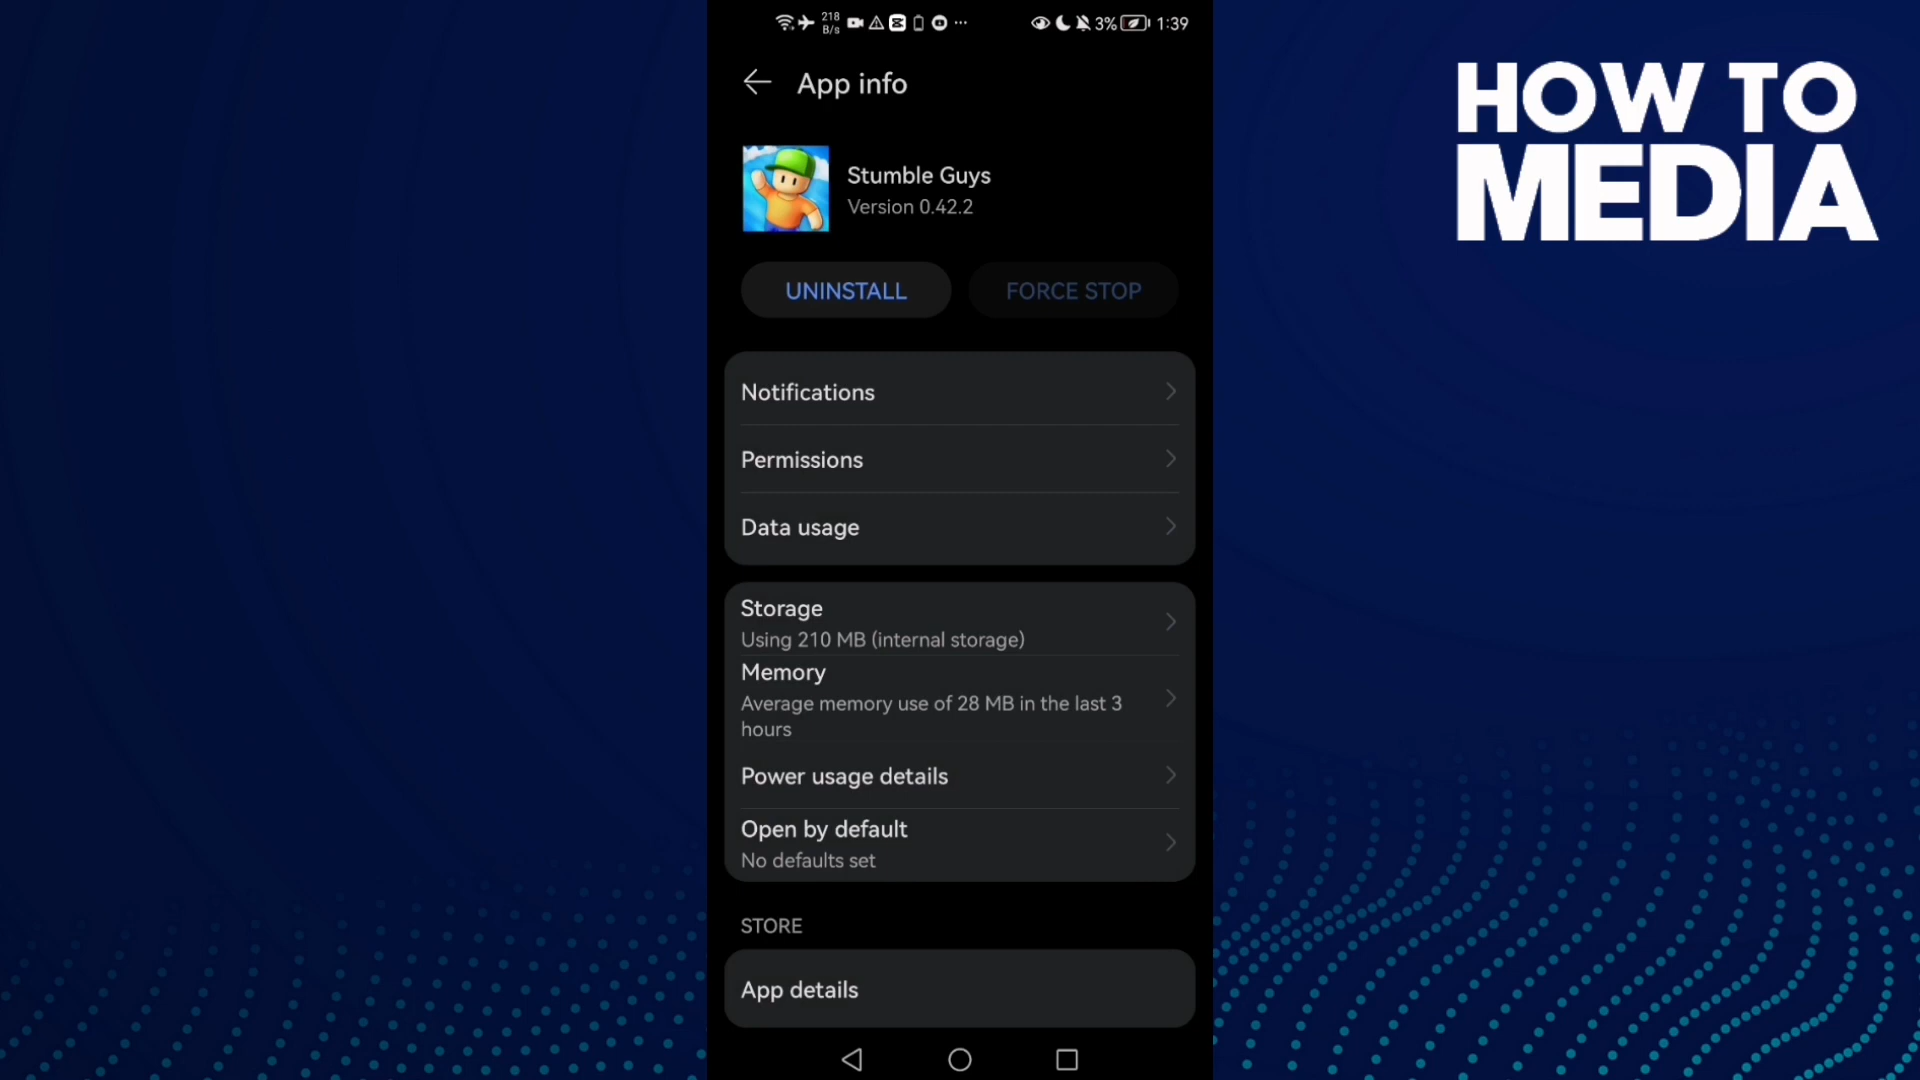 218
B/s
3%
1:39
App info
Stumble Guys
Version 0.42.2
UNINSTALL
FORCE STOP
Notifications
Permissions
Data usage
Storage
Using 210 MB (internal storage)
Memory
Average memory use of 28 MB in the last 3
hours
Power usage details
Open by default
No defaults set
STORE
App details
HOW TO
MEDIA